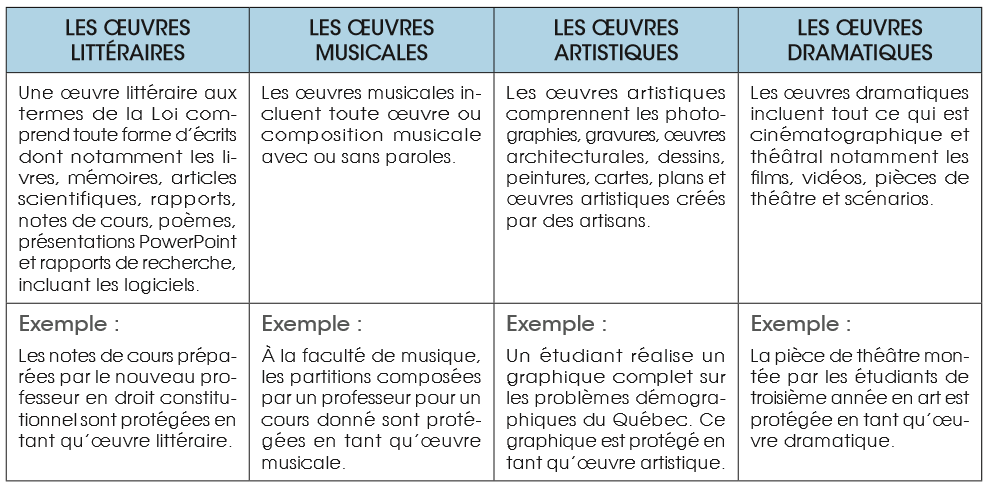 LES ŒUVRES
LITTÉRAIRES
LES ŒUVRES
MUSICALES
LES ŒUVRES
ARTISTIQUES
LES ŒUVRES
DRAMATIQUES
Une œuvre littéraire aux
termes de la Loi com-
prend toute forme d'écrits
dont notamment les li-
vres, mémoires, articles
scientifiques, rapports,
notes de cours, poèmes,
présentations PowerPoint
et rapports de recherche,
incluant les logiciels.
Les œuvres musicales in-
cluent toute œuvre ou
composition musicale
avec ou sans paroles.
Les œuvres artistiques
comprennent les photo-
graphies, gravures, œuvres
architecturales, dessins,
peintures, cartes, plans et
œuvres artistiques créés
par des artisans.
Les œuvres dramatiques
incluent tout ce qui est
cinématographique et
théâtral notamment les
films, vidéos, pièces de
théâtre et scénarios.
Exemple :
Les notes de cours prépa-
rées par le nouveau pro-
fesseur en droit constitu-
tionnel sont protégées en
tant qu'œuvre littéraire.
Exemple :
À la faculté de musique,
les partitions composées
par un professeur pour un
cours donné sont proté-
gées en tant qu'œuvre
musicale.
Exemple :
Un étudiant réalise un
graphique complet sur
les problèmes démogra-
phiques du Québec. Ce
graphique est protégé en
tant qu'œuvre artistique.
Exemple :
La pièce de théâtre mon-
tée par les étudiants de
troisième année en art est
protégée en tant qu'œu-
vre dramatique.